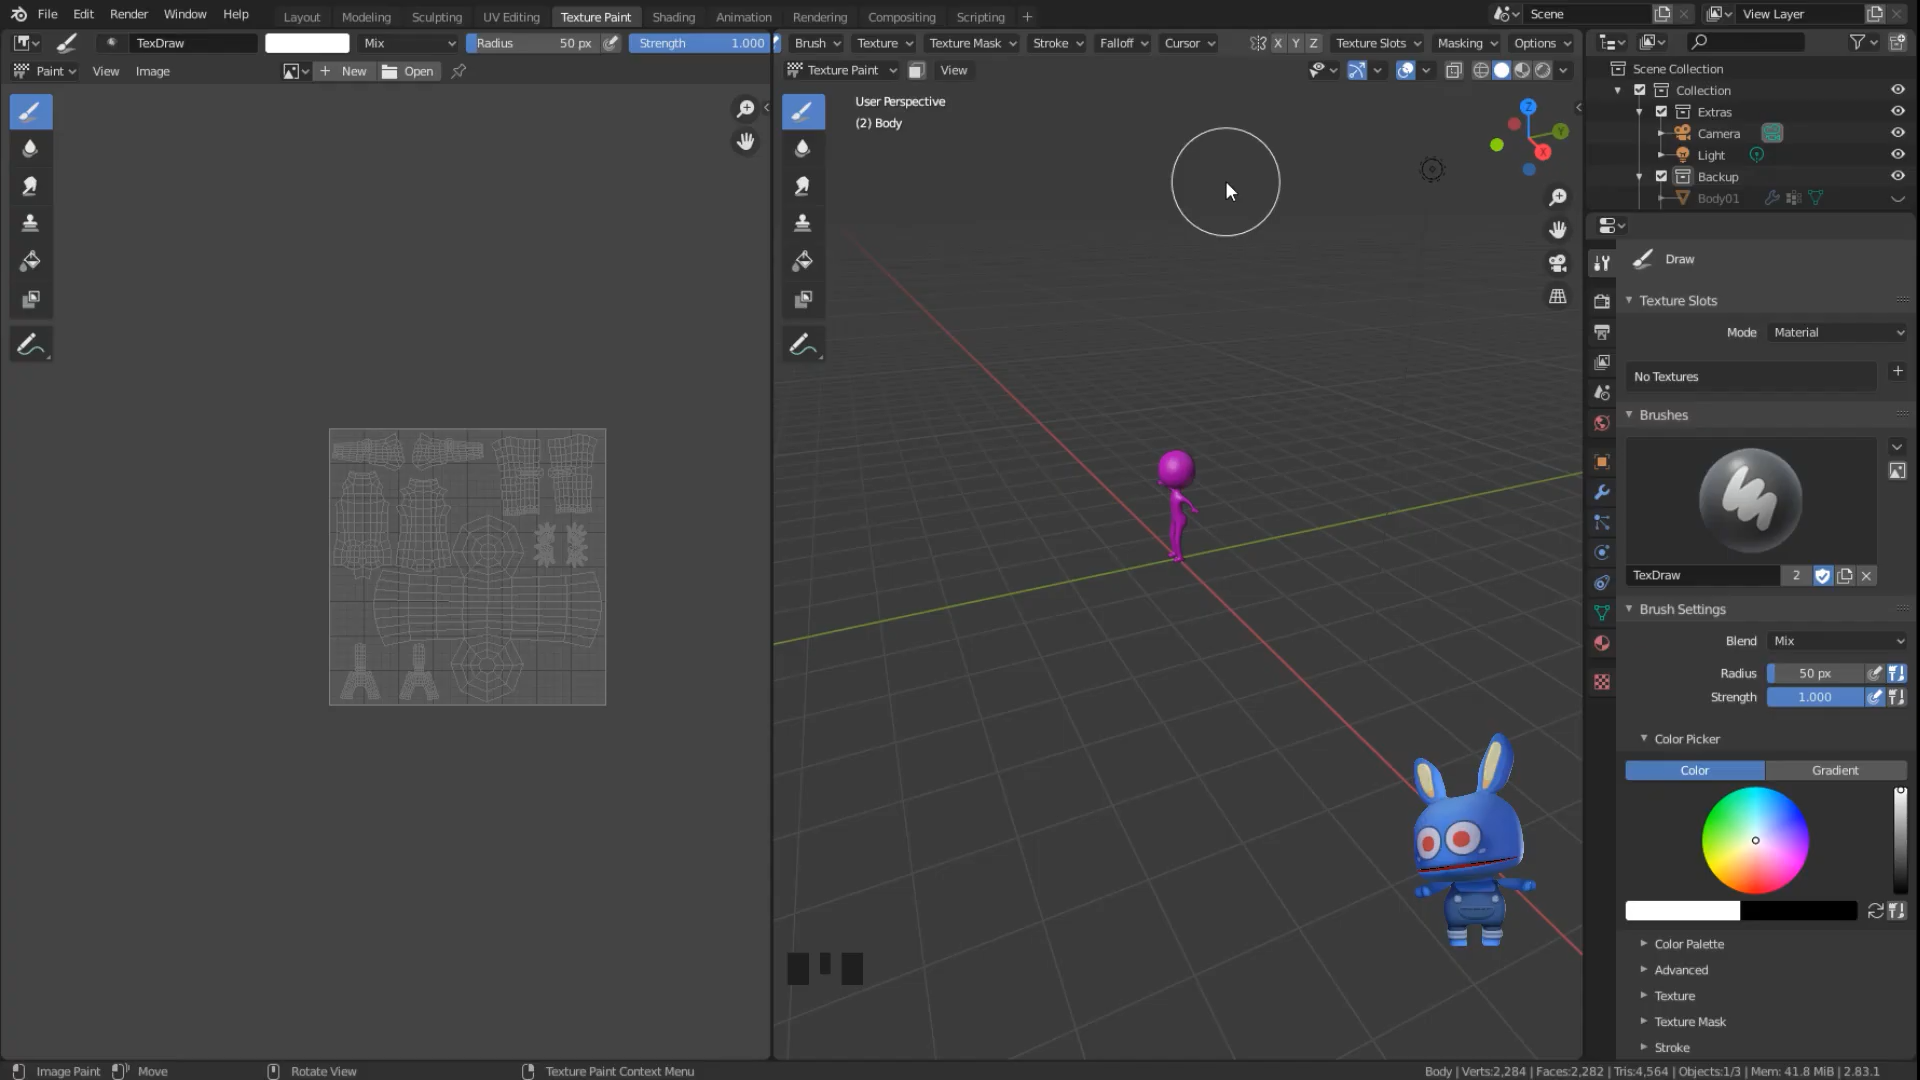 File Edit Render Window Help Layout Modeling Sculpting UV Editing Texture Paint Shading Animation Rendering Compositing Scripting + Scene View Layer
TexDraw Mix Radius 50 px Strength 1.000 Brush Texture Texture Mask Stroke Falloff Cursor X Y Z Texture Slots Masking Options
Paint View Image + New Open Texture Paint View
User Perspective
(2) Body
Z
Y
X
Scene Collection
Collection
Extras
Camera
Light
Backup
Body01
Draw
Texture Slots
Mode Material
No Textures +
Brushes
TexDraw 2
Brush Settings
Blend Mix
Radius 50 px
Strength 1.000
Color Picker
Color Gradient
Color Palette
Advanced
Texture
Texture Mask
Stroke
Image Paint Move Rotate View Texture Paint Context Menu Body | Verts:2,284 | Faces:2,282 | Tris:4,564 | Objects:1/3 | Mem: 41.8 MiB | 2.83.1